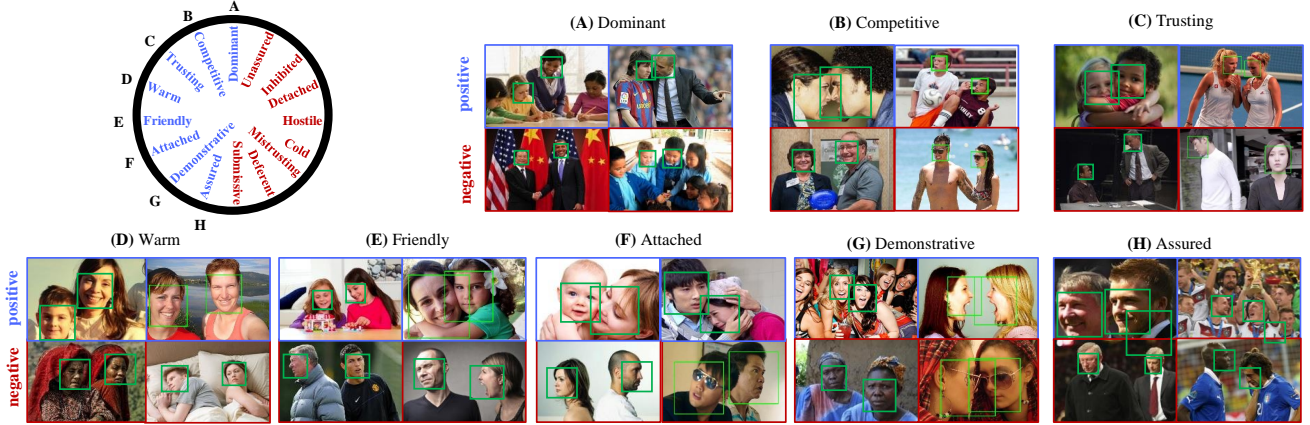 A
B
C
D
E
F
G
H
Dominant
Competitive
Trusting
Warm
Friendly
Attached
Demonstrative
Assured
Submissive
Deferent
Mistrusting
Cold
Hostile
Detached
Inhibited
Unassured
(A) Dominant
(B) Competitive
(C) Trusting
positive
negative
(D) Warm
(E) Friendly
(F) Attached
(G) Demonstrative
(H) Assured
positive
negative